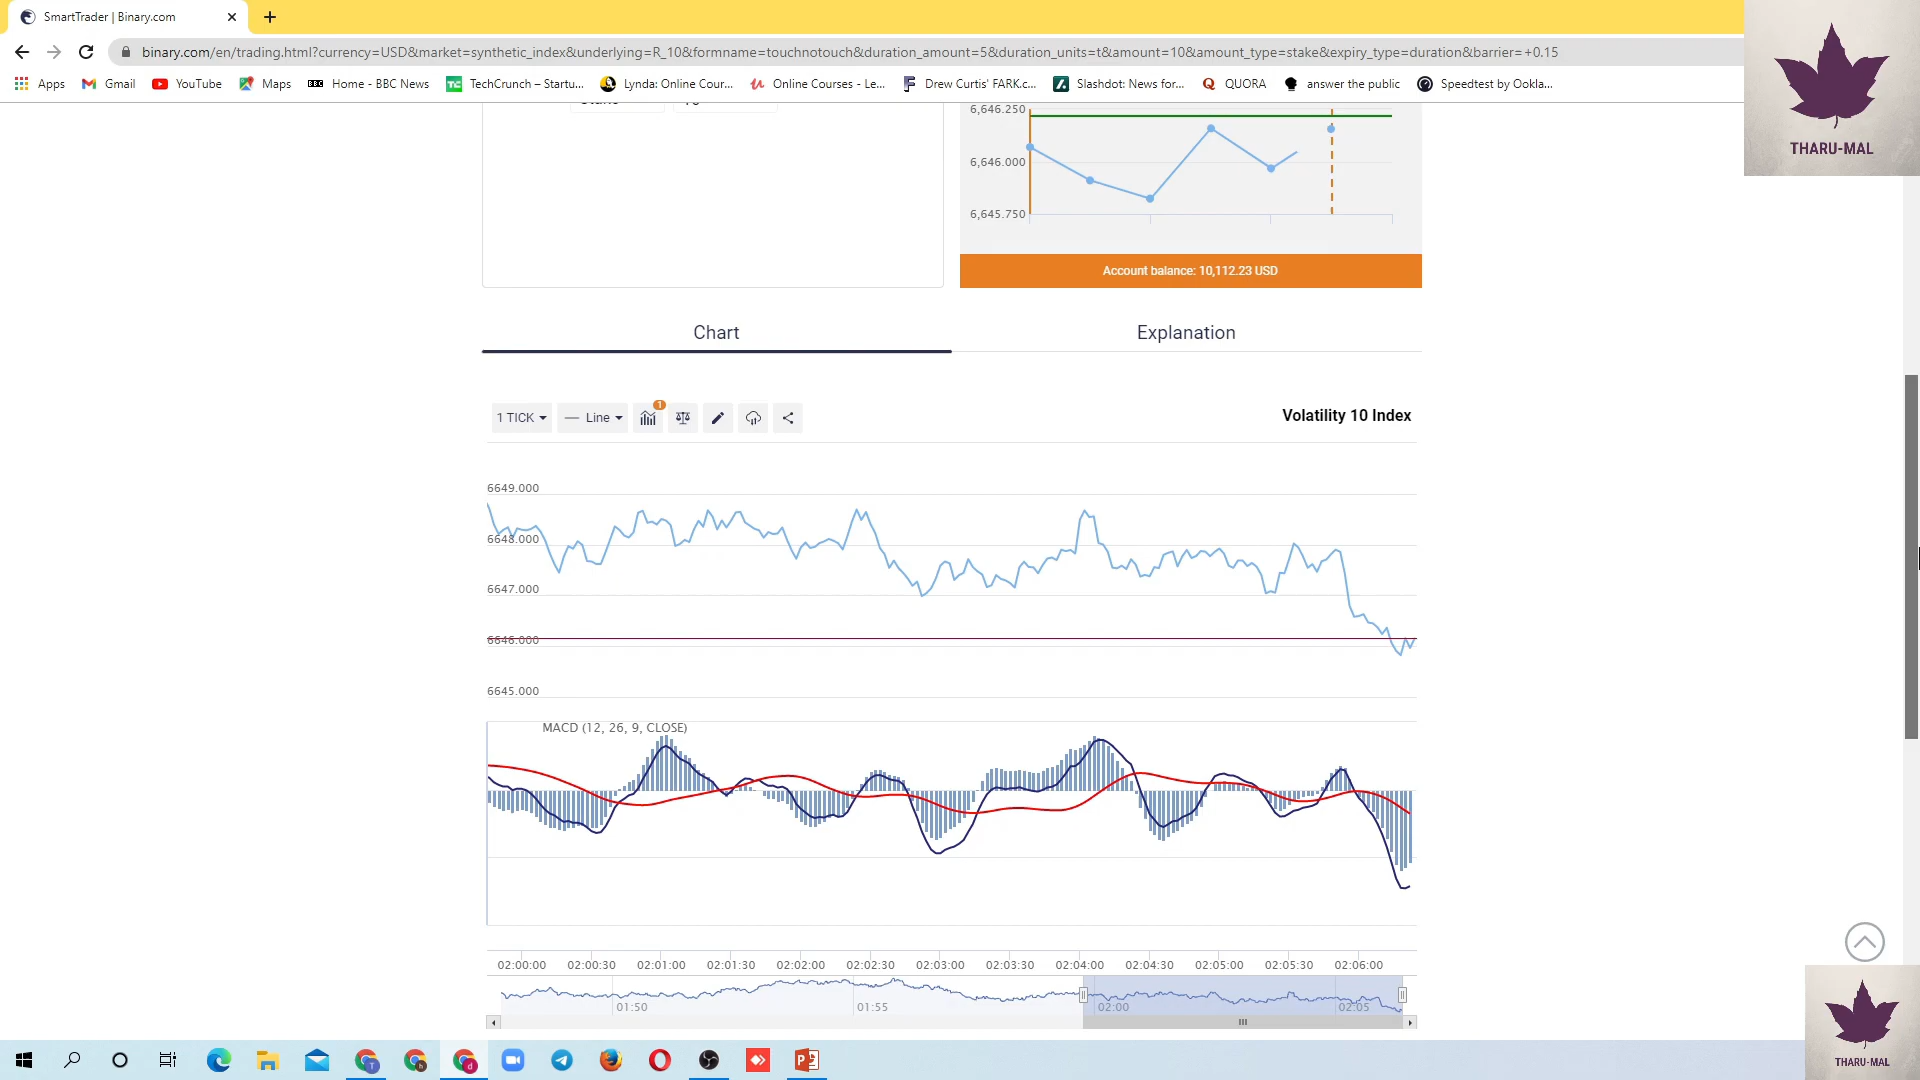 SmartTrader | Binary.com
binary.com/en/trading.html?currency=USD&market=synthetic_index&underlying=R_10&formname=touchnotouch&duration_amount=5&duration_units=t&amount=10&amount_type=stake&expiry_type=duration&barrier=+0.15
Apps Gmail YouTube Maps BBC Home - BBC News TC TechCrunch – Startu... Lynda: Online Cour... Online Courses - Le... Drew Curtis' FARK.c... Slashdot: News for... QUORA answer the public Speedtest by Ookla...
THARU-MAL
6,646.250
6,646.000
6,645.750
Account balance: 10,112.23 USD
Chart Explanation
1 TICK Line 1 Volatility 10 Index
6649.000
6648.000
6647.000
6646.000
6645.000
MACD (12, 26, 9, CLOSE)
02:00:00 02:00:30 02:01:00 02:01:30 02:02:00 02:02:30 02:03:00 02:03:30 02:04:00 02:04:30 02:05:00 02:05:30 02:06:00
01:50 01:55 02:00 02:05
THARU-MAL